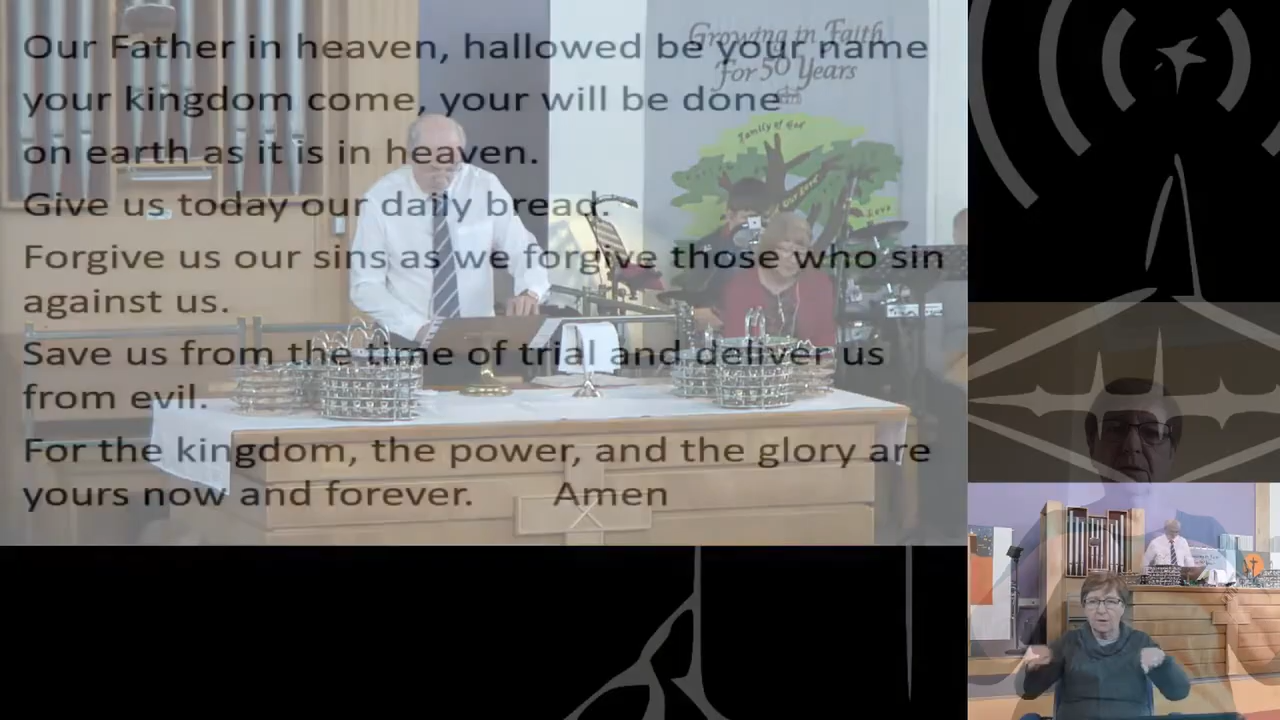 Our Father in heaven, hallowed be your name
your kingdom come, your will be done
on earth as it is in heaven.
Give us today our daily bread.
Forgive us our sins as we forgive those who sin
against us.
Save us from the time of trial and deliver us
from evil.
For the kingdom, the power, and the glory are
yours now and forever. Amen
Growing in Faith
For 50 Years
Family of God
Love